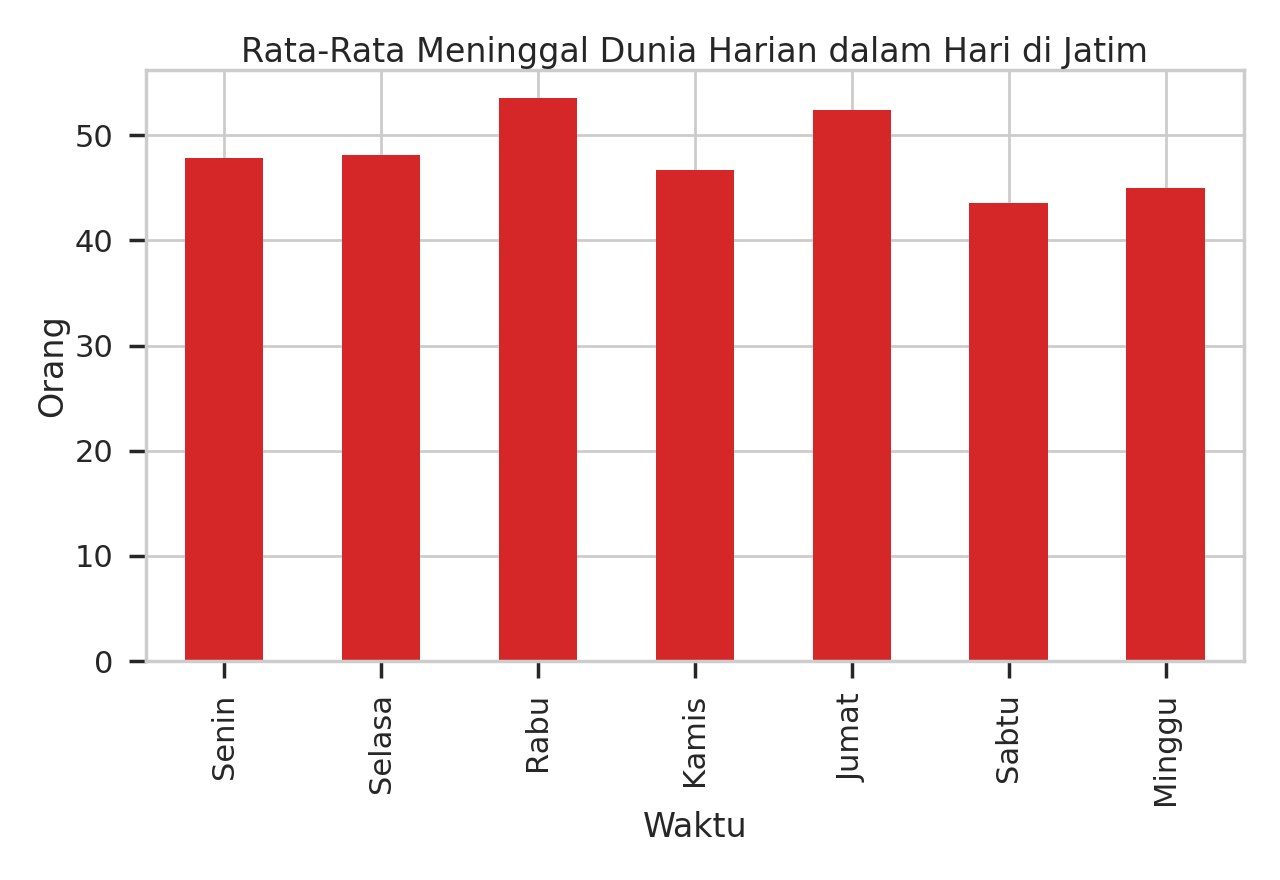 Rata-Rata Meninggal Dunia Harian dalam Hari di Jatim
50
40
30
20
10
0
Orang
Senin
Selasa
Rabu
Kamis
Jumat
Sabtu
Minggu
Waktu